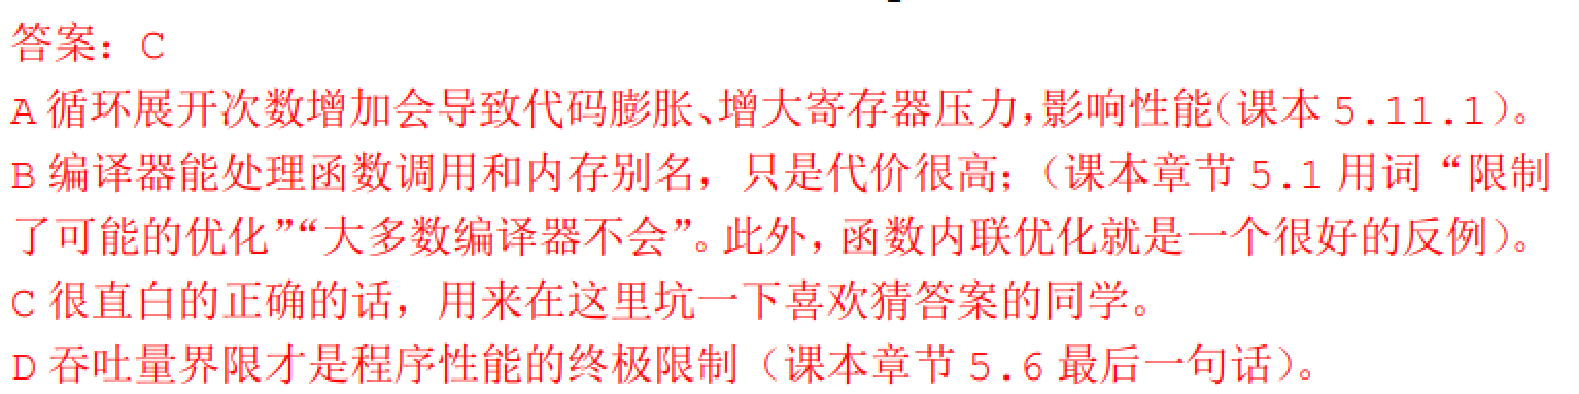 答案：C
A 循环展开次数增加会导致代码膨胀、增大寄存器压力,影响性能(课本 5.11.1)。
B 编译器能处理函数调用和内存别名，只是代价很高;（课本章节 5.1 用词“限制
了可能的优化”“大多数编译器不会”。此外，函数内联优化就是一个很好的反例)。
C 很直白的正确的话，用来在这里坑一下喜欢猜答案的同学。
D 吞吐量界限才是程序性能的终极限制（课本章节 5.6 最后一句话)。